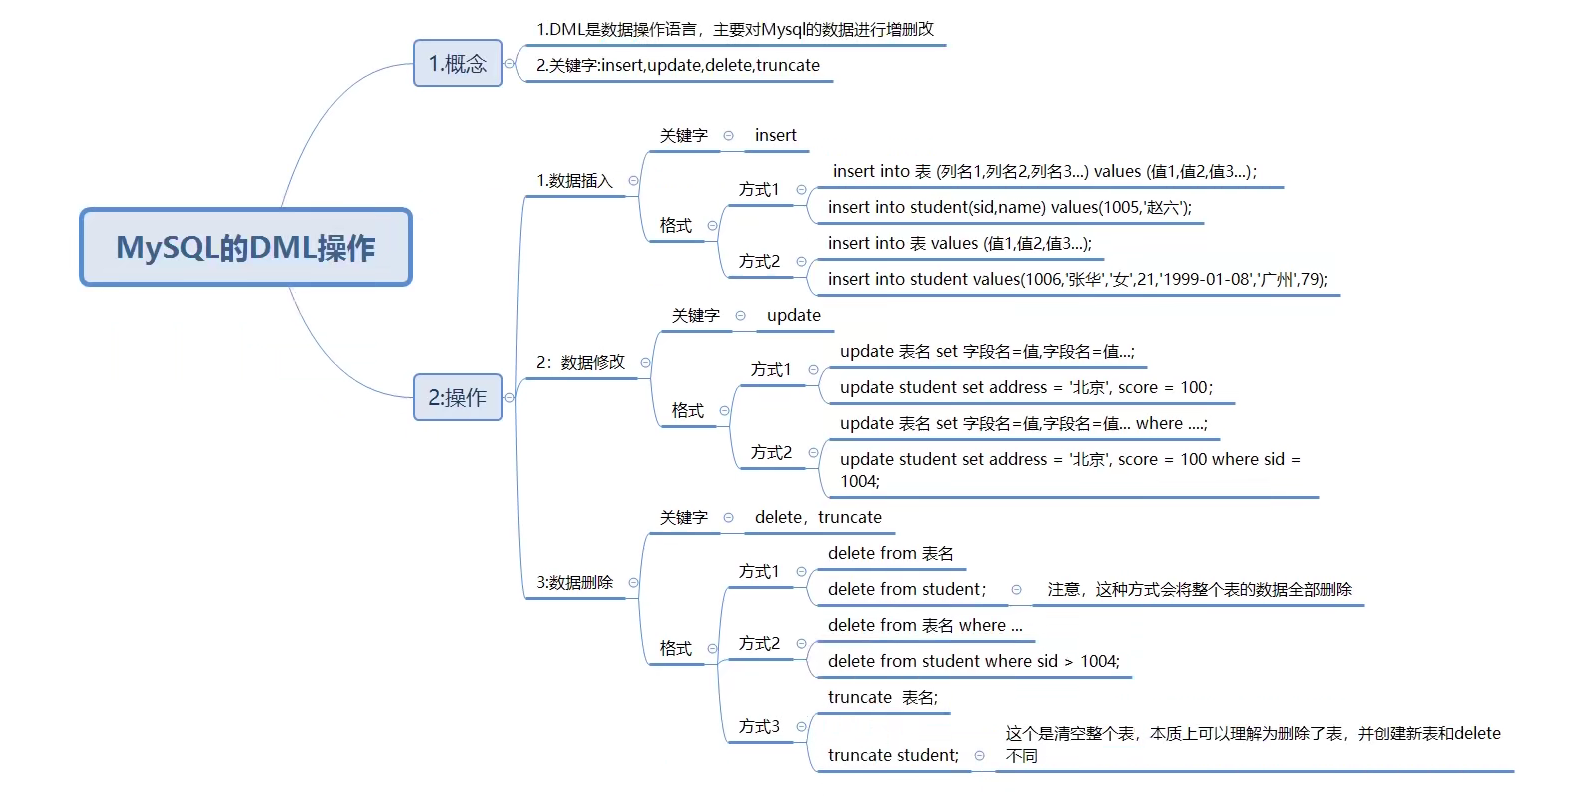 MySQL的DML操作
1.概念
1.DML是数据操作语言，主要对Mysql的数据进行增删改
2.关键字:insert,update,delete,truncate
2:操作
1.数据插入
关键字
insert
格式
方式1
insert into 表 (列名1,列名2,列名3...) values (值1,值2,值3...)；
insert into student(sid,name) values(1005,'赵六');
方式2
insert into 表 values (值1,值2,值3...);
insert into student values(1006,'张华','女',21,'1999-01-08','广州',79);
2：数据修改
关键字
update
格式
方式1
update 表名 set 字段名=值,字段名=值...;
update student set address = '北京', score = 100；
方式2
update 表名 set 字段名=值,字段名=值... where ....;
update student set address = '北京', score = 100 where sid =
1004;
3:数据删除
关键字
delete，truncate
格式
方式1
delete from 表名
delete from student；
注意，这种方式会将整个表的数据全部删除
方式2
delete from 表名 where ...
delete from student where sid > 1004;
方式3
truncate 表名;
truncate student;
这个是清空整个表，本质上可以理解为删除了表，并创建新表和delete
不同